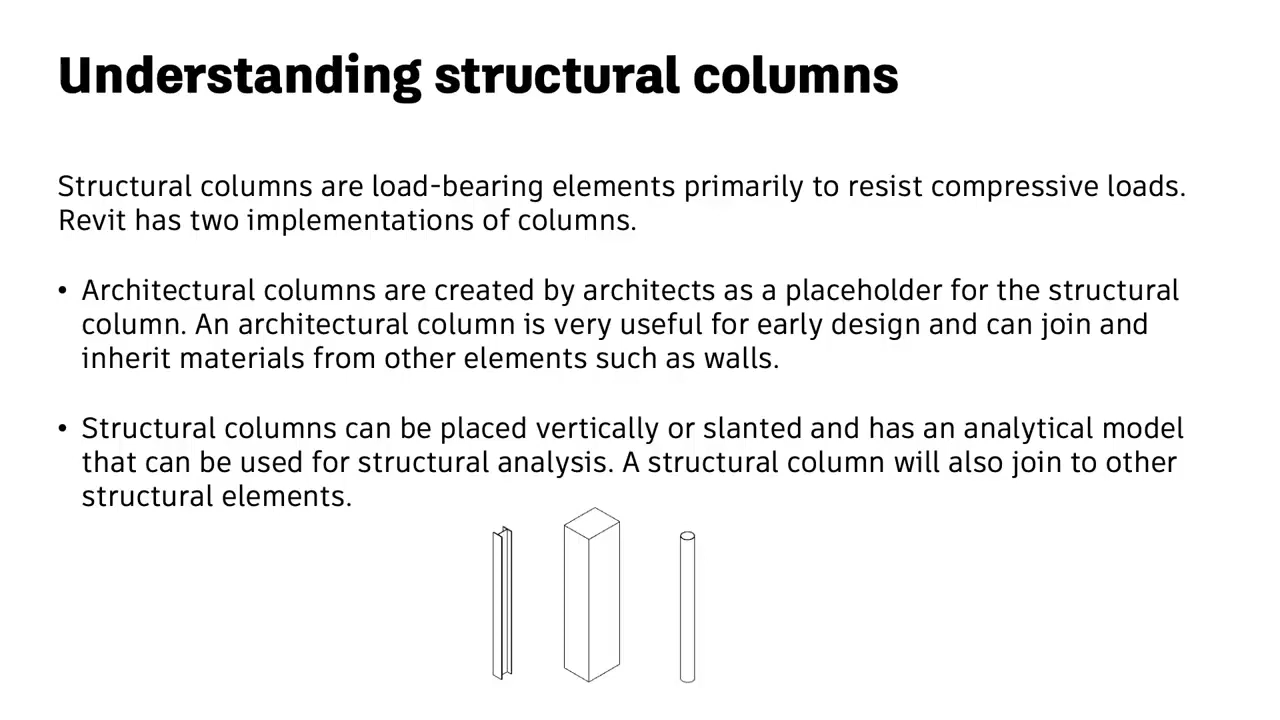 Understanding structural columns
Structural columns are load-bearing elements primarily to resist compressive loads.
Revit has two implementations of columns.
• Architectural columns are created by architects as a placeholder for the structural
column. An architectural column is very useful for early design and can join and
inherit materials from other elements such as walls.
• Structural columns can be placed vertically or slanted and has an analytical model
that can be used for structural analysis. A structural column will also join to other
structural elements.